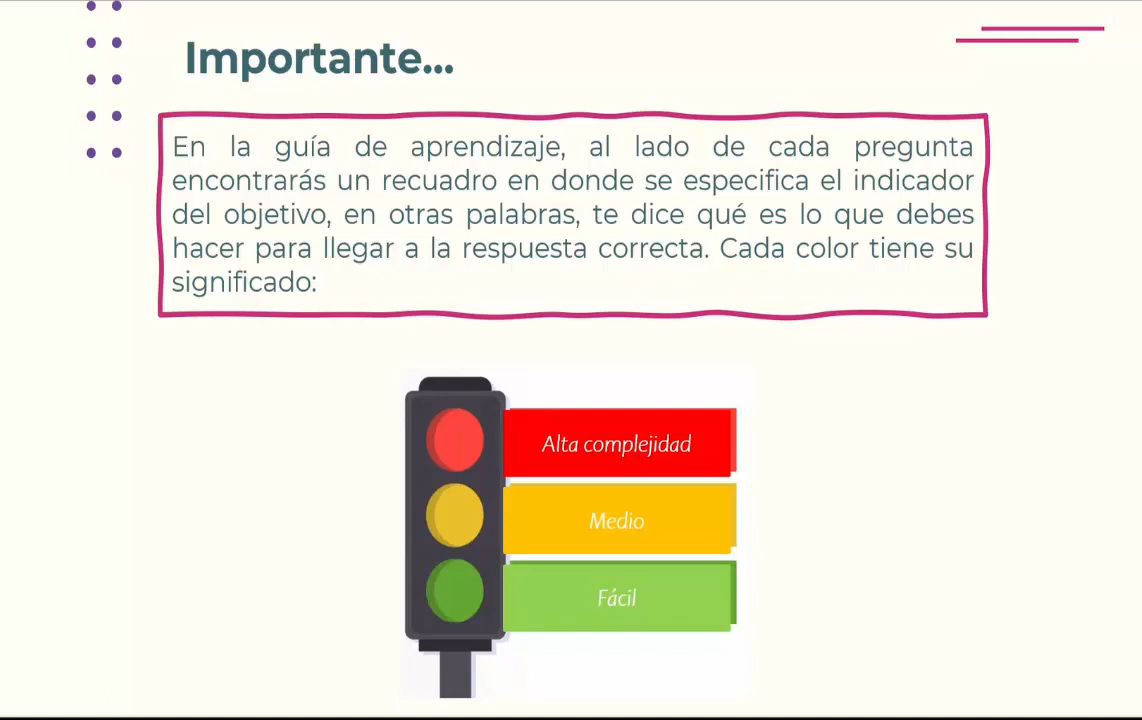 Importante...
En la guía de aprendizaje, al lado de cada pregunta
encontrarás un recuadro en donde se especifica el indicador
del objetivo, en otras palabras, te dice qué es lo que debes
hacer para llegar a la respuesta correcta. Cada color tiene su
significado:
Alta complejidad
Medio
Fácil